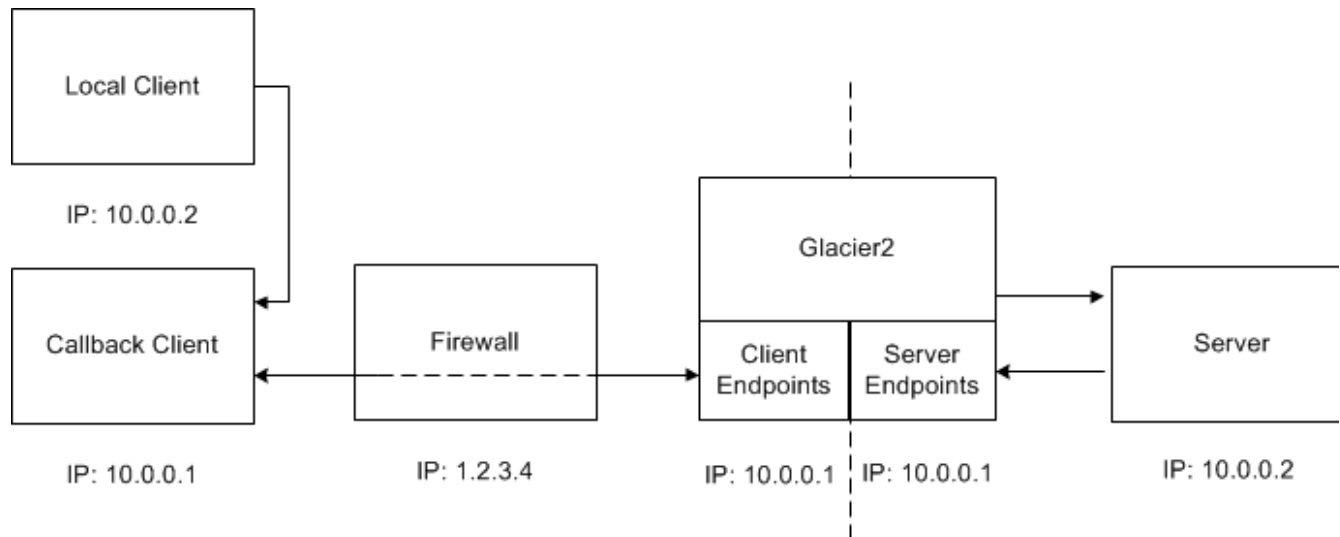 Local Client
IP: 10.0.0.2
Callback Client
IP: 10.0.0.1
Firewall
IP: 1.2.3.4
Glacier2
Client
Endpoints
Server
Endpoints
IP: 10.0.0.1
IP: 10.0.0.1
Server
IP: 10.0.0.2